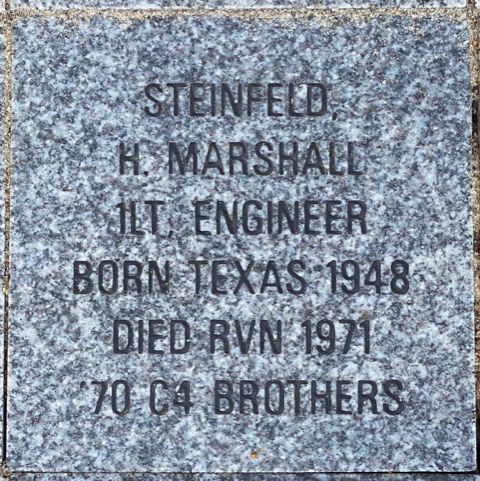 STEINFELD,
H. MARSHALL
1LT, ENGINEER
BORN TEXAS 1948
DIED RVN 1971
'70 C4 BROTHERS